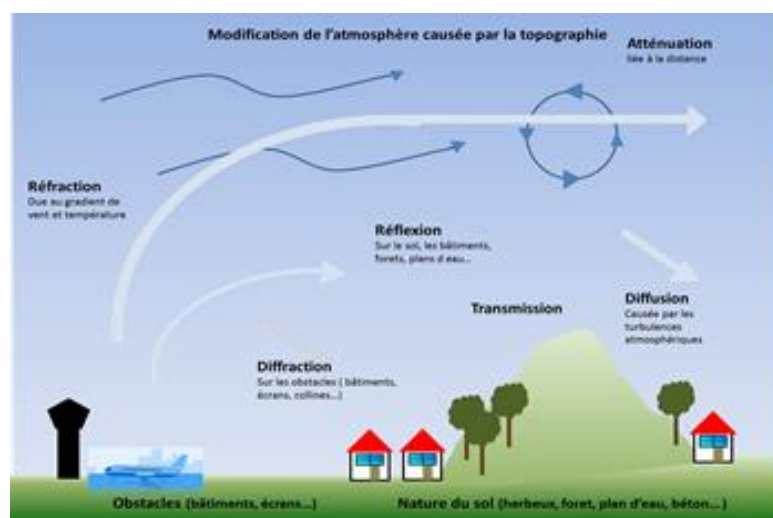 Modification de l'atmosphère causée par la topographie
Atténuation
liée à la distance
Réfraction
Due au gradient de
vent et température
Réflexion
Sur le sol, les bâtiments,
forets, plans d eau...
Transmission
Diffusion
Causée par les
turbulences
atmosphériques
Diffraction
Sur les obstacles ( bâtiments,
écrans, collines...)
Obstacles (bâtiments, écrans...)
Nature du sol (herbeux, foret, plan d'eau, béton... )